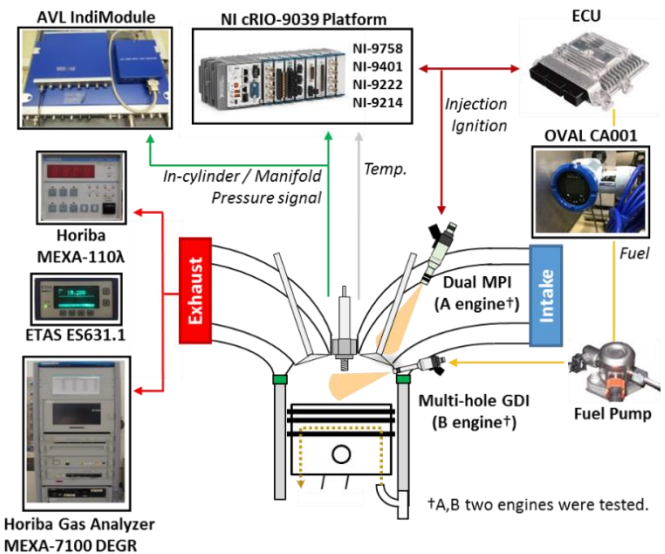 AVL IndiModule
NI cRIO-9039 Platform
NI-9758
NI-9401
NI-9222
NI-9214
ECU
Injection
Ignition
OVAL CA001
In-cylinder / Manifold
Pressure signal
Temp.
Horiba
MEXA-110λ
Fuel
Exhaust
Dual MPI
(A engine†)
Intake
ETAS ES631.1
Multi-hole GDI
(B engine†)
Fuel Pump
†A,B two engines were tested.
Horiba Gas Analyzer
MEXA-7100 DEGR